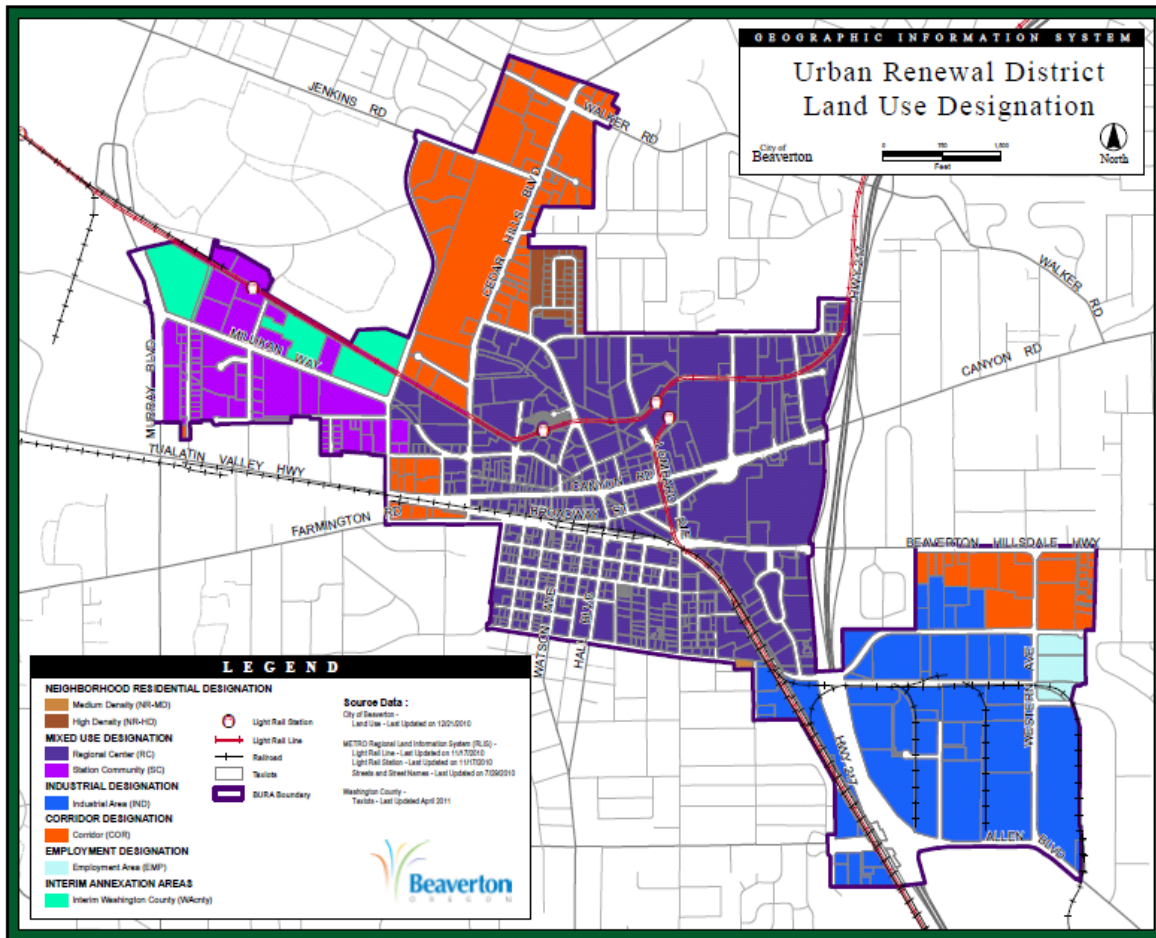 GEOGRAPHIC INFORMATION SYSTEM
Urban Renewal District
Land Use Designation
City of
Beaverton
0 750 1,500
Feet
North
JENKINS RD
WALKER RD
CEDAR HILLS BLVD
HWY 217
WALKER RD
CANYON RD
MURRAY BLVD
MILLIKAN WAY
TUALATIN VALLEY HWY
FARMINGTON RD
CANYON RD
BROADWAY ST
LOMBARD AVE
BEAVERTON HILLSDALE HWY
WATSON AVE
HALL BLVD
WESTERN AVE
HWY 217
ALLEN BLVD
LEGEND
NEIGHBORHOOD RESIDENTIAL DESIGNATION
Medium Density (NR-MD)
High Density (NR-HD)
MIXED USE DESIGNATION
Regional Center (RC)
Station Community (SC)
INDUSTRIAL DESIGNATION
Industrial Area (IND)
CORRIDOR DESIGNATION
Corridor (COR)
EMPLOYMENT DESIGNATION
Employment Area (EMP)
INTERIM ANNEXATION AREAS
Interim Washington County (WAcnty)
Light Rail Station
Light Rail Line
Railroad
Taxlots
BURA Boundary
Source Data :
City of Beaverton -
Land Use - Last Updated on 12/21/2010
METRO Regional Land Information System (RLIS) -
Light Rail Line - Last Updated on 11/17/2010
Light Rail Station - Last Updated on 11/17/2010
Streets and Street Names - Last Updated on 7/29/2010
Washington County -
Taxlots - Last Updated April 2011
Beaverton
OREGON